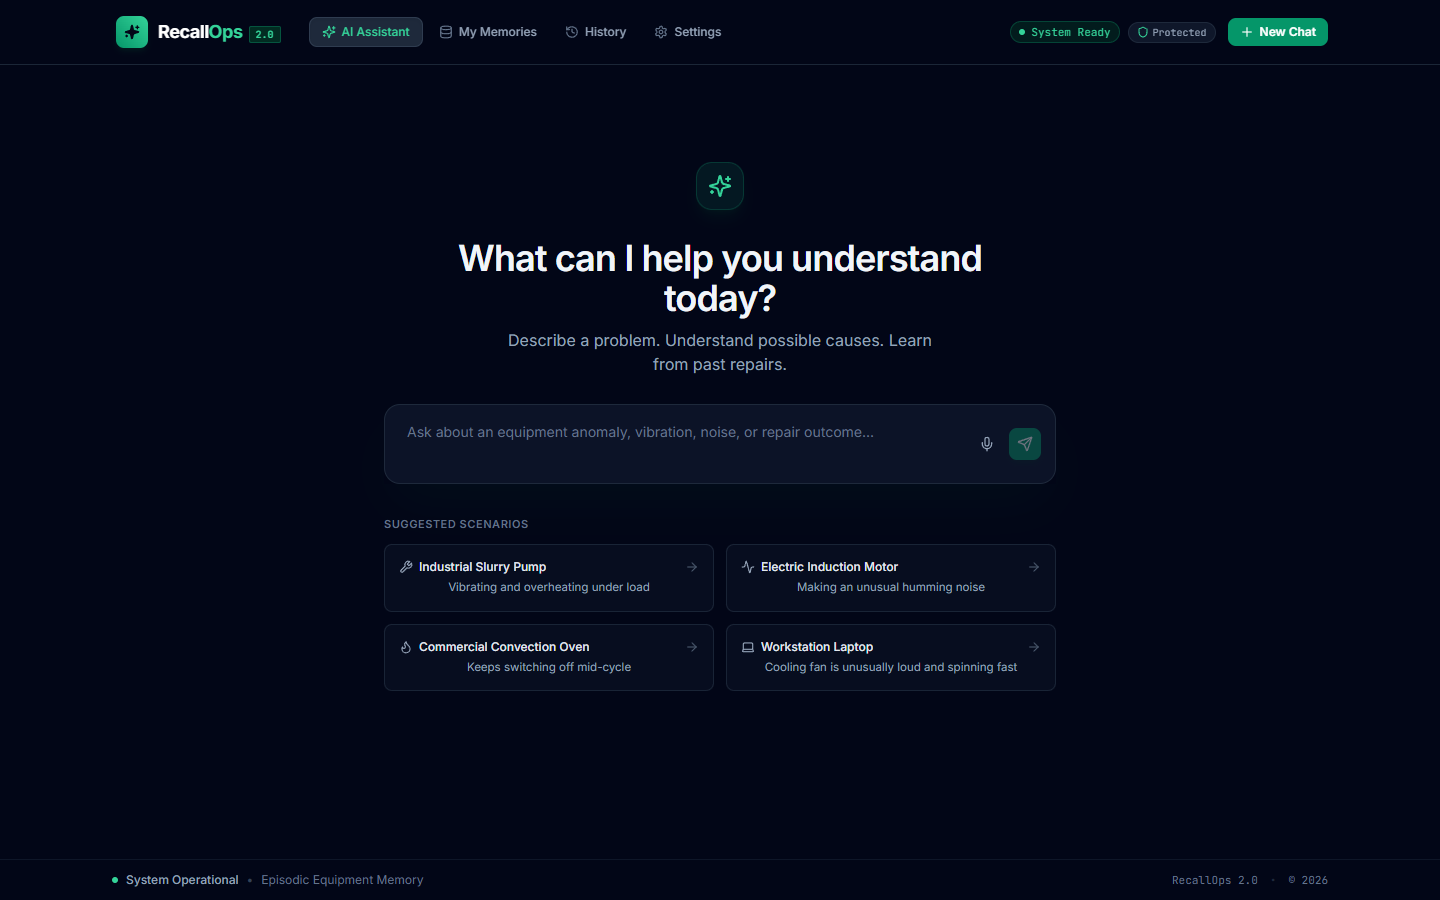 RecallOps 2.0
AI Assistant
My Memories
History
Settings
System Ready
Protected
New Chat
What can I help you understand
today?
Describe a problem. Understand possible causes. Learn
from past repairs.
Ask about an equipment anomaly, vibration, noise, or repair outcome...
SUGGESTED SCENARIOS
Industrial Slurry Pump
Vibrating and overheating under load
Electric Induction Motor
Making an unusual humming noise
Commercial Convection Oven
Keeps switching off mid-cycle
Workstation Laptop
Cooling fan is unusually loud and spinning fast
System Operational • Episodic Equipment Memory
RecallOps 2.0 · © 2026